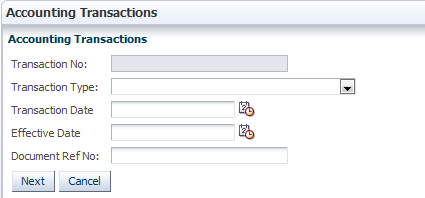 Accounting Transactions
Accounting Transactions
Transaction No:
Transaction Type:
Transaction Date
Effective Date
Document Ref No:
Next Cancel